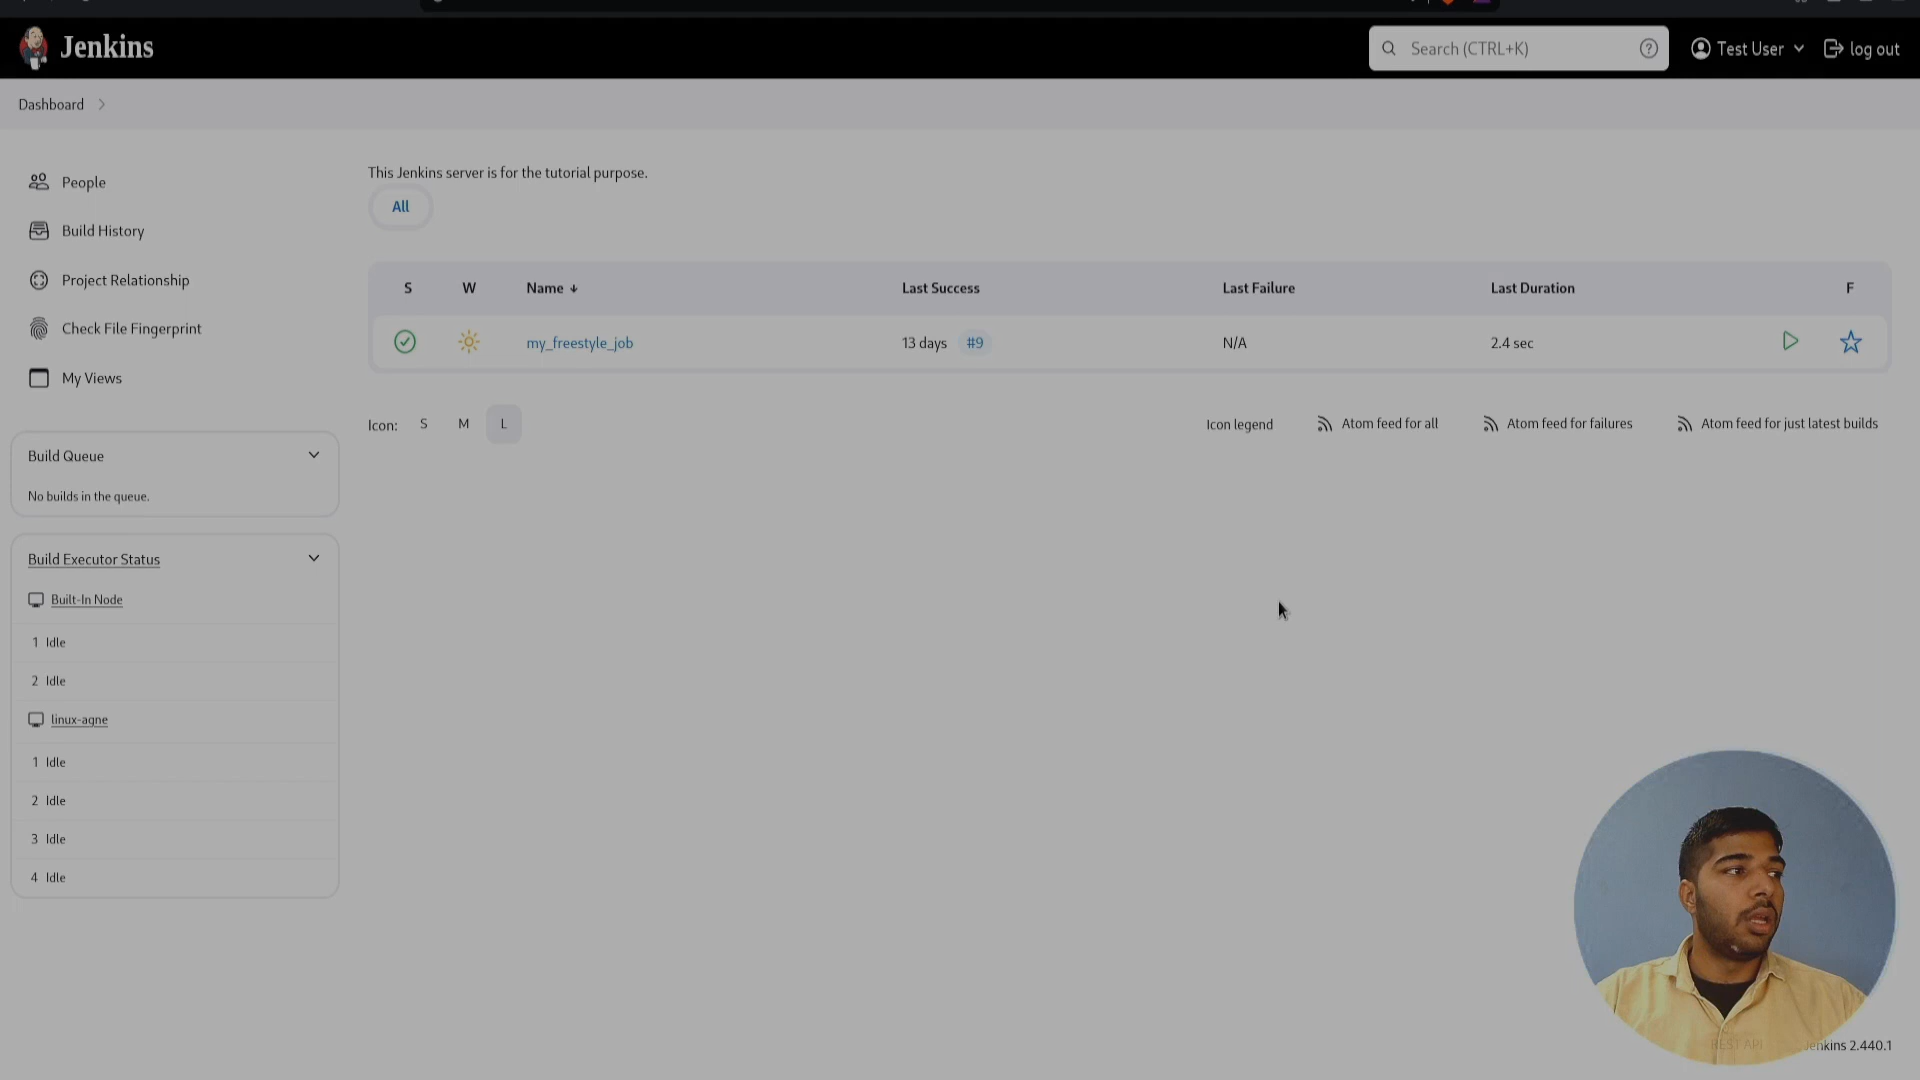 Jenkins
Search (CTRL+K)
Test User
log out
Dashboard
People
Build History
Project Relationship
Check File Fingerprint
My Views
This Jenkins server is for the tutorial purpose.
All
S W Name ↓ Last Success Last Failure Last Duration F
my_freestyle_job 13 days #9 N/A 2.4 sec
Icon: S M L
Icon legend Atom feed for all Atom feed for failures Atom feed for just latest builds
Build Queue
No builds in the queue.
Build Executor Status
Built-In Node
1 Idle
2 Idle
linux-agne
1 Idle
2 Idle
3 Idle
4 Idle
REST API
2.440.1